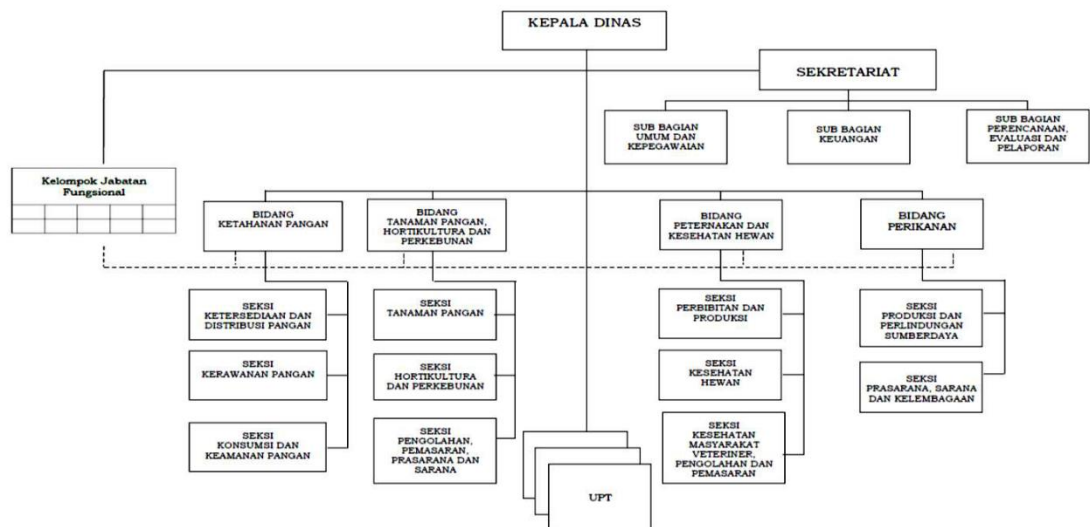 KEPALA DINAS
SEKRETARIAT
SUB BAGIAN
UMUM DAN
KEPEGAWAIAN
SUB BAGIAN
KEUANGAN
SUB BAGIAN
PERENCANAAN,
EVALUASI DAN
PELAPORAN
Kelompok Jabatan
Fungsional
BIDANG
KETAHANAN PANGAN
BIDANG
TANAMAN PANGAN,
HORTIKULTURA DAN
PERKEBUNAN
BIDANG
PETERNAKAN DAN
KESEHATAN HEWAN
BIDANG
PERIKANAN
SEKSI
KETERSEDIAAN DAN
DISTRIBUSI PANGAN
SEKSI
KERAWANAN PANGAN
SEKSI
KONSUMSI DAN
KEAMANAN PANGAN
SEKSI
TANAMAN PANGAN
SEKSI
HORTIKULTURA
DAN PERKEBUNAN
SEKSI
PENGOLAHAN,
PEMASARAN,
PRASARANA DAN
SARANA
SEKSI
PERBIBITAN DAN
PRODUKSI
SEKSI
KESEHATAN
HEWAN
SEKSI
KESEHATAN
MASYARAKAT
VETERINER,
PENGOLAHAN DAN
PEMASARAN
SEKSI
PRODUKSI DAN
PERLINDUNGAN
SUMBERDAYA
SEKSI
PRASARANA, SARANA
DAN KELEMBAGAAN
UPT